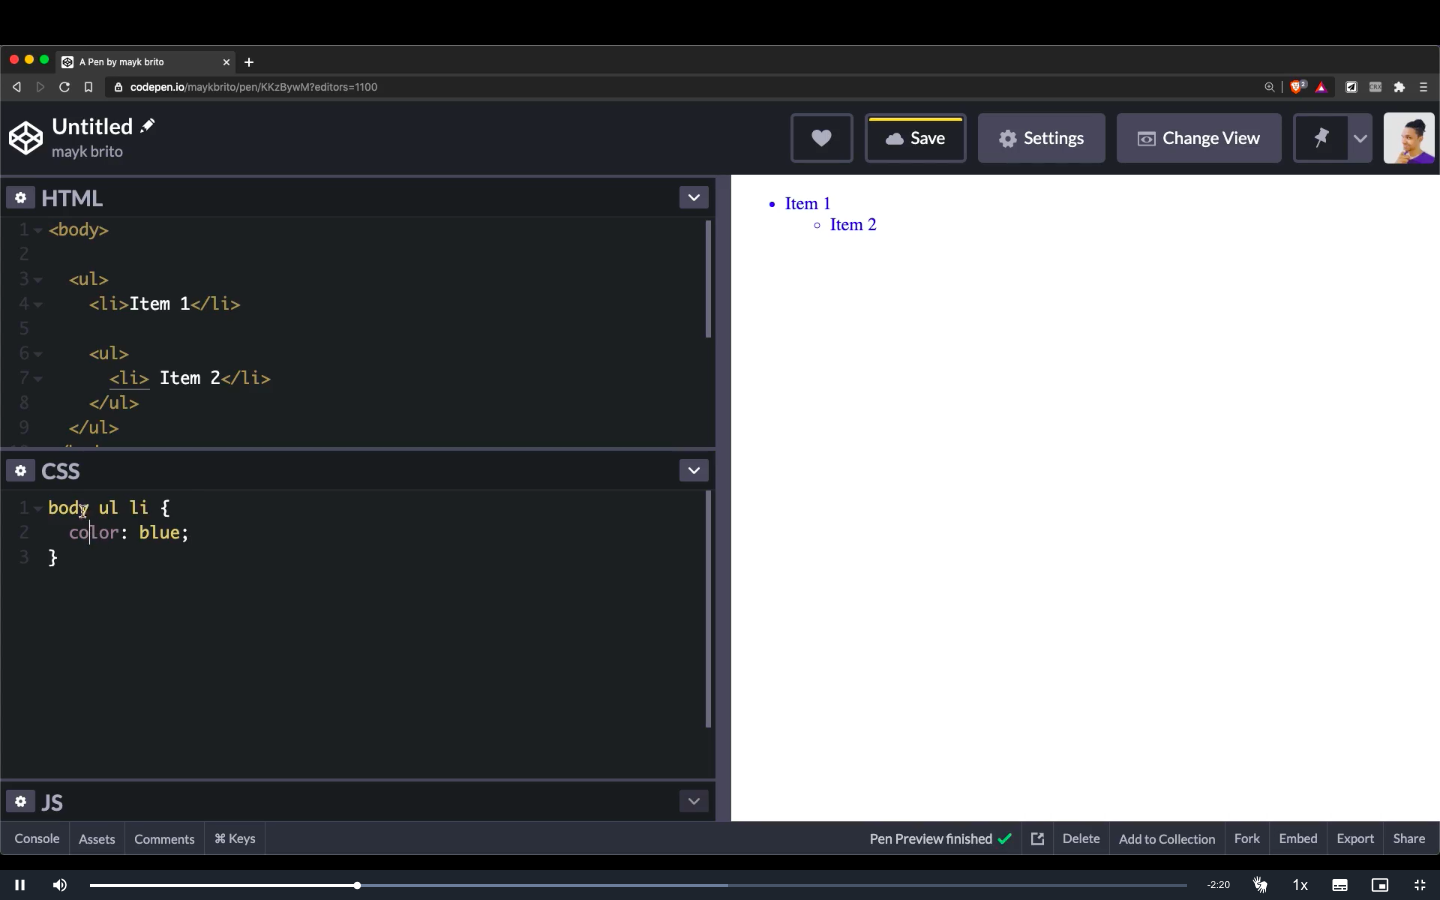 A Pen by mayk brito
codepen.io/maykbrito/pen/KKzBywM?editors=1100
Untitled
mayk brito
Save
Settings
Change View
HTML
1 <body>
2
3 <ul>
4 <li>Item 1</li>
5
6 <ul>
7 <li> Item 2</li>
8 </ul>
9 </ul>
CSS
1 body ul li {
2 color: blue;
3 }
JS
• Item 1
○ Item 2
Console Assets Comments ⌘ Keys Pen Preview finished Delete Add to Collection Fork Embed Export Share
-2:20 1x